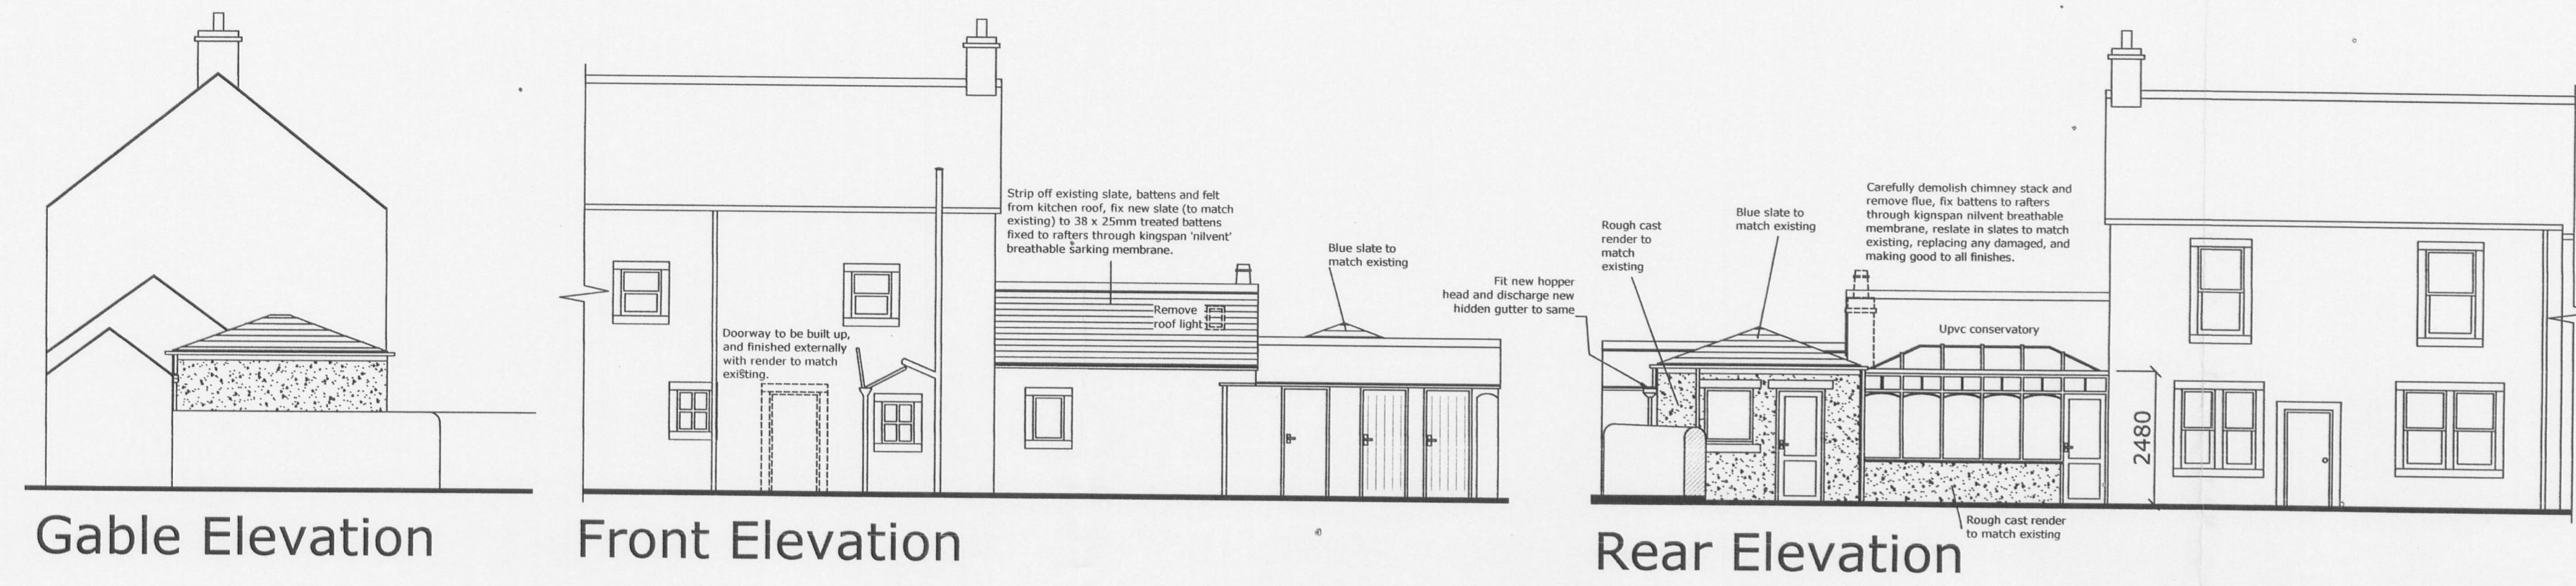 Strip off existing slate, battens and felt
from kitchen roof, fix new slate (to match
existing) to 38 x 25mm treated battens
fixed to rafters through kingspan 'nilvent'
breathable sarking membrane.
Blue slate to
match existing
Remove
roof light
Doorway to be built up,
and finished externally
with render to match
existing.
Fit new hopper
head and discharge new
hidden gutter to same
Rough cast
render to
match
existing
Blue slate to
match existing
Carefully demolish chimney stack and
remove flue, fix battens to rafters
through kignspan nilvent breathable
membrane, reslate in slates to match
existing, replacing any damaged, and
making good to all finishes.
Upvc conservatory
2480
Rough cast render
to match existing
Gable Elevation
Front Elevation
Rear Elevation